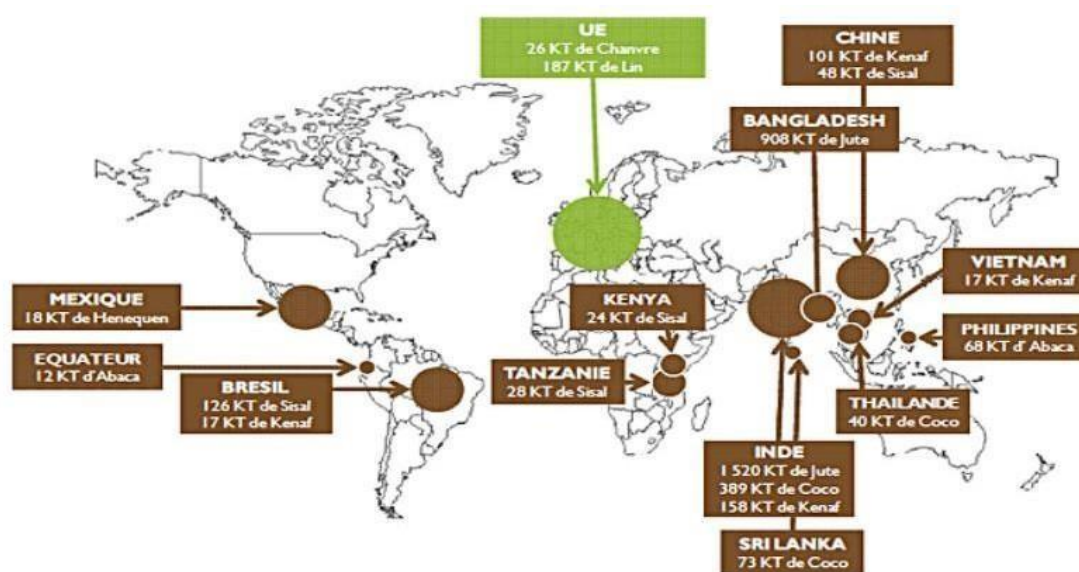 UE
26 KT de Chanvre
187 KT de Lin
CHINE
101 KT de Kenaf
48 KT de Sisal
BANGLADESH
908 KT de Jute
VIETNAM
17 KT de Kenaf
MEXIQUE
18 KT de Henequen
KENYA
24 KT de Sisal
PHILIPPINES
68 KT d' Abaca
EQUATEUR
12 KT d'Abaca
BRESIL
126 KT de Sisal
17 KT de Kenaf
TANZANIE
28 KT de Sisal
THAILANDE
40 KT de Coco
INDE
1 520 KT de Jute
389 KT de Coco
158 KT de Kenaf
SRI LANKA
73 KT de Coco